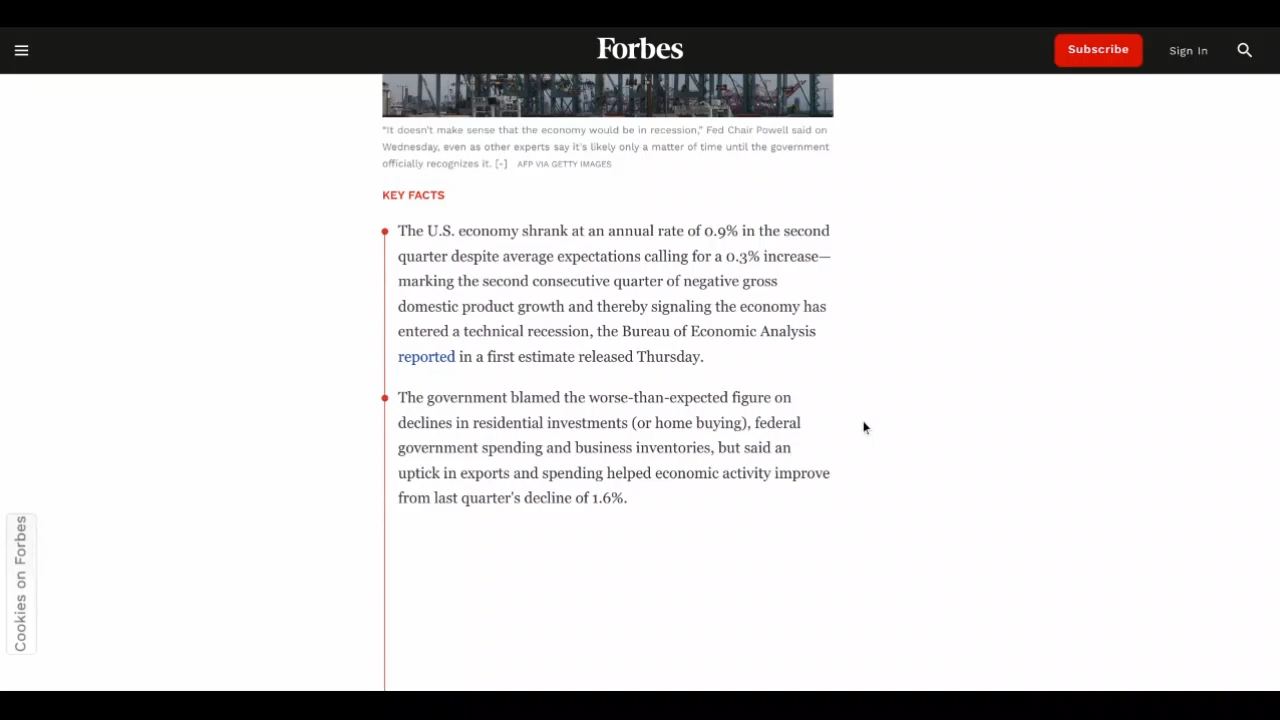 Forbes
Subscribe
Sign In
"It doesn't make sense that the economy would be in recession," Fed Chair Powell said on
Wednesday, even as other experts say it's likely only a matter of time until the government
officially recognizes it. [-] AFP VIA GETTY IMAGES
KEY FACTS
The U.S. economy shrank at an annual rate of 0.9% in the second
quarter despite average expectations calling for a 0.3% increase—
marking the second consecutive quarter of negative gross
domestic product growth and thereby signaling the economy has
entered a technical recession, the Bureau of Economic Analysis
reported in a first estimate released Thursday.
The government blamed the worse-than-expected figure on
declines in residential investments (or home buying), federal
government spending and business inventories, but said an
uptick in exports and spending helped economic activity improve
from last quarter's decline of 1.6%.
Cookies on Forbes